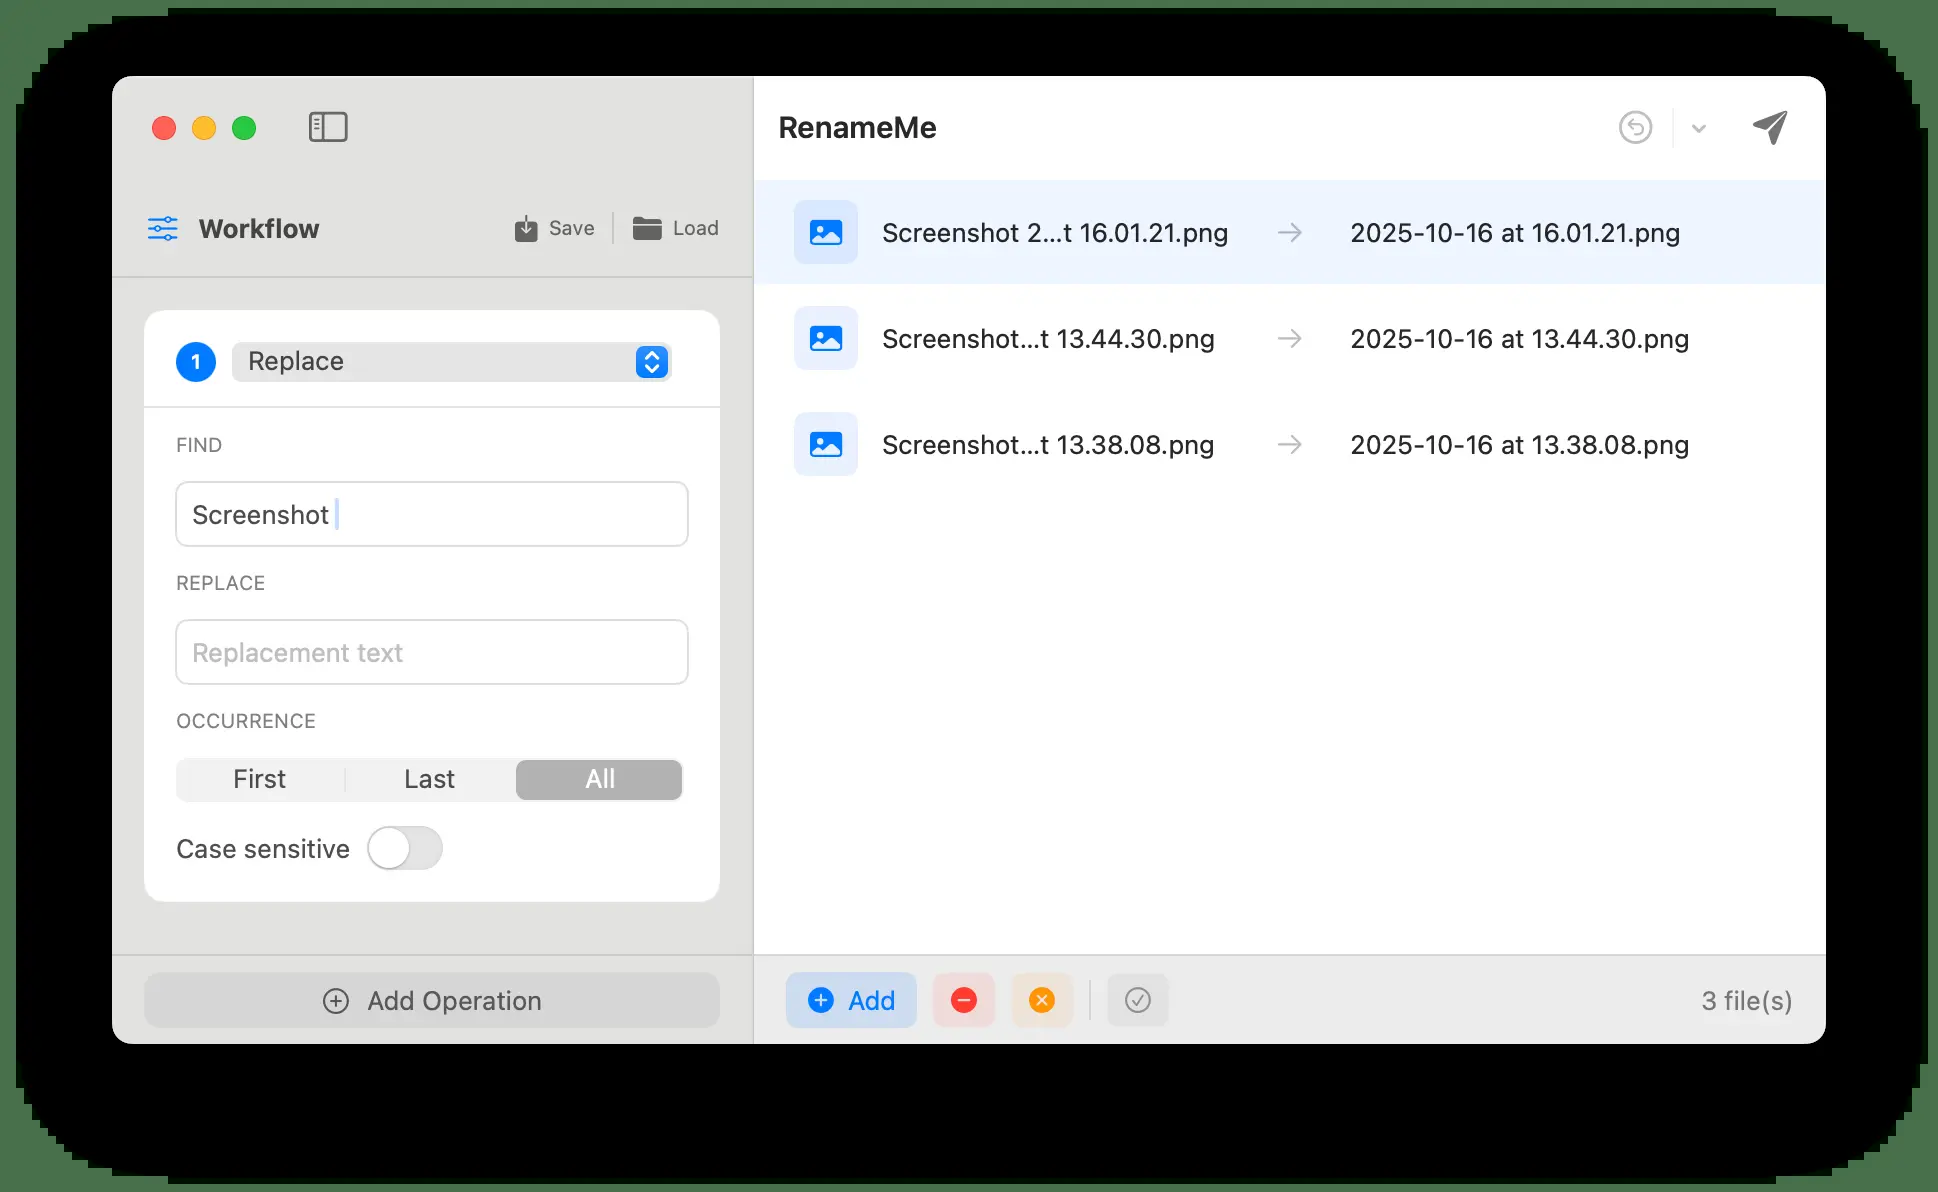 RenameMe
Workflow
Save
Load
1
Replace
FIND
Screenshot
REPLACE
Replacement text
OCCURRENCE
First
Last
All
Case sensitive
Add Operation
Screenshot 2...t 16.01.21.png → 2025-10-16 at 16.01.21.png
Screenshot...t 13.44.30.png → 2025-10-16 at 13.44.30.png
Screenshot...t 13.38.08.png → 2025-10-16 at 13.38.08.png
Add
3 file(s)